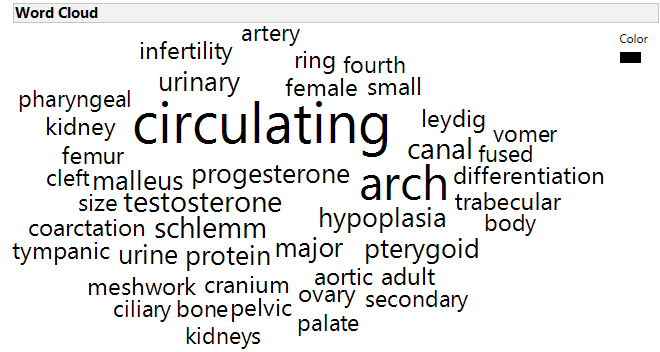 Word Cloud
Color
artery
infertility
ring fourth
urinary
female small
pharyngeal
circulating
leydig
kidney
vomer
canal fused
femur
cleft malleus progesterone
arch differentiation
size testosterone
trabecular
hypoplasia
body
coarctation schlemm
tympanic urine protein major pterygoid
meshwork cranium
aortic adult
ovary secondary
ciliary bone pelvic
palate
kidneys